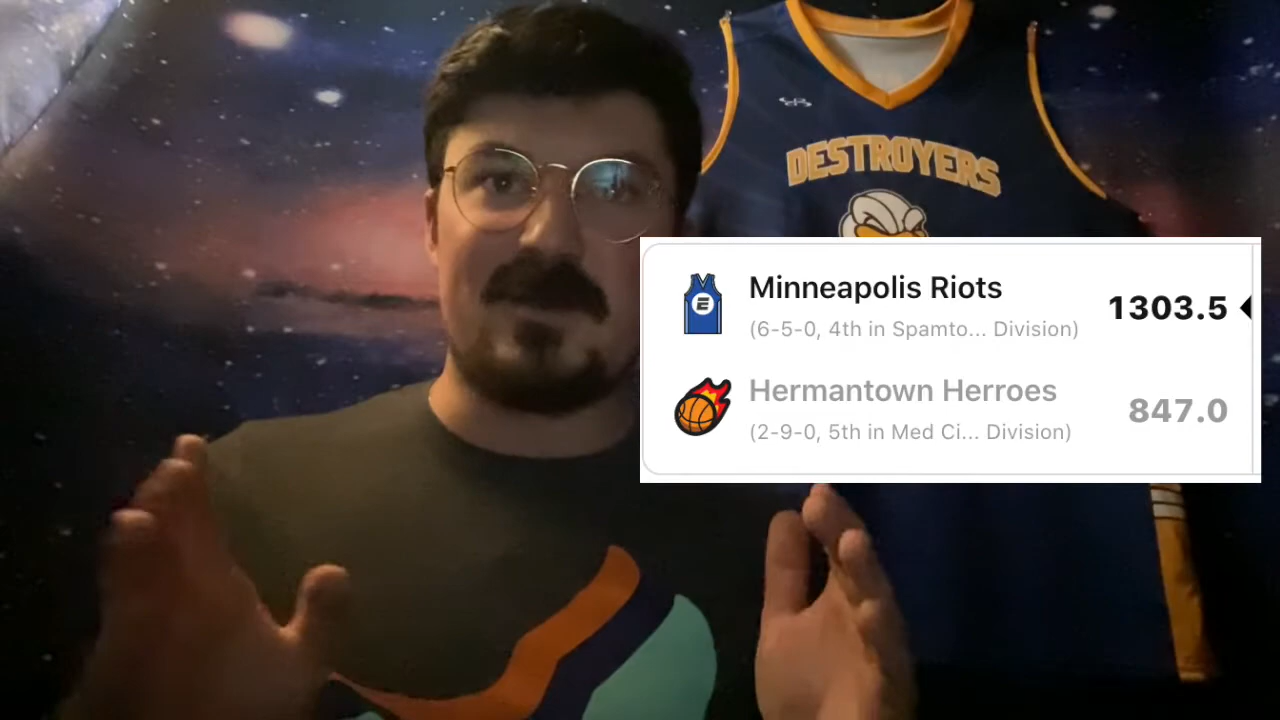 DESTROYERS
Minneapolis Riots
1303.5
(6-5-0, 4th in Spamto... Division)
Hermantown Herroes
847.0
(2-9-0, 5th in Med Ci... Division)
E